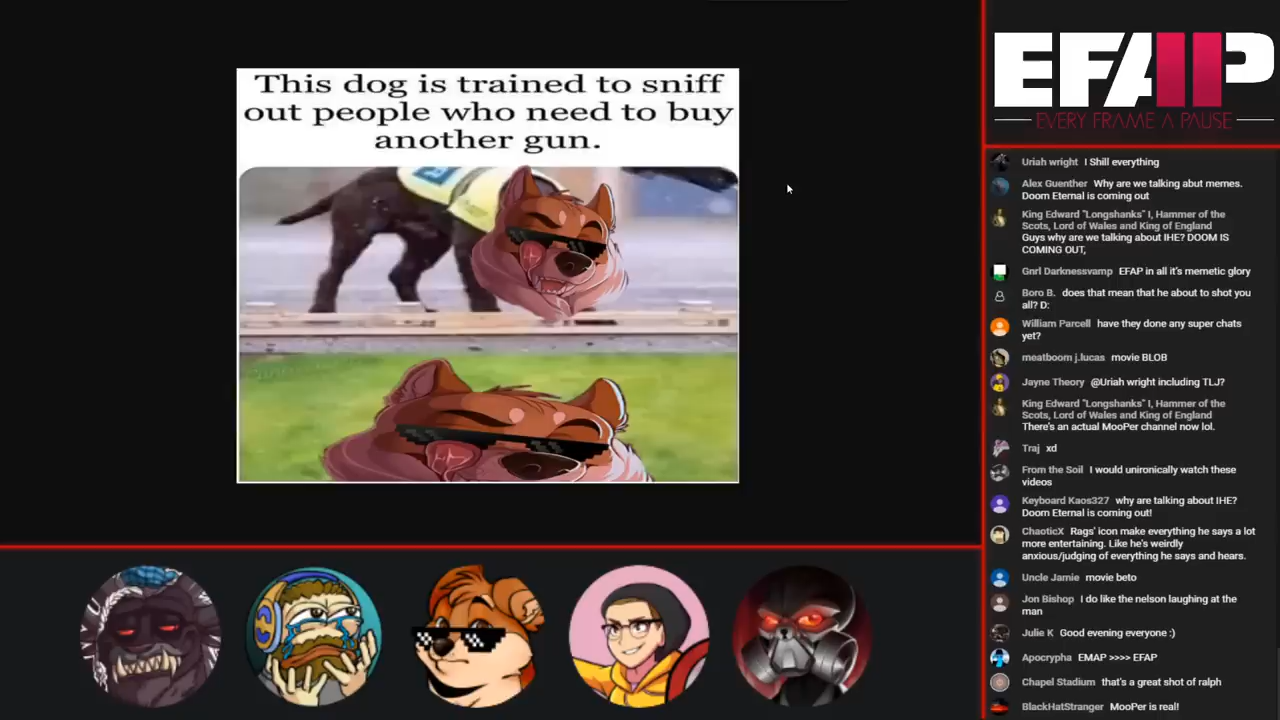 This dog is trained to sniff
out people who need to buy
another gun.
EFAP
EVERY FRAME A PAUSE
Uriah wright I Shill everything
Alex Guenther Why are we talking abut memes.
Doom Eternal is coming out
King Edward "Longshanks" I, Hammer of the
Scots, Lord of Wales and King of England
Guys why are we talking about IHE? DOOM IS
COMING OUT,
Gnrl Darknessvamp EFAP in all it's memetic glory
Boro B. does that mean that he about to shot you
all? D:
William Parcell have they done any super chats
yet?
meatboom j.lucas movie BLOB
Jayne Theory @Uriah wright including TLJ?
King Edward "Longshanks" I, Hammer of the
Scots, Lord of Wales and King of England
There's an actual MooPer channel now lol.
Traj xd
From the Soil I would unironically watch these
videos
Keyboard Kaos327 why are talking about IHE?
Doom Eternal is coming out!
ChaoticX Rags' icon make everything he says a lot
more entertaining. Like he's weirdly
anxious/judging of everything he says and hears.
Uncle Jamie movie beto
Jon Bishop I do like the nelson laughing at the
man
Julie K Good evening everyone :)
Apocrypha EMAP >>>> EFAP
Chapel Stadium that's a great shot of ralph
BlackHatStranger MooPer is real!